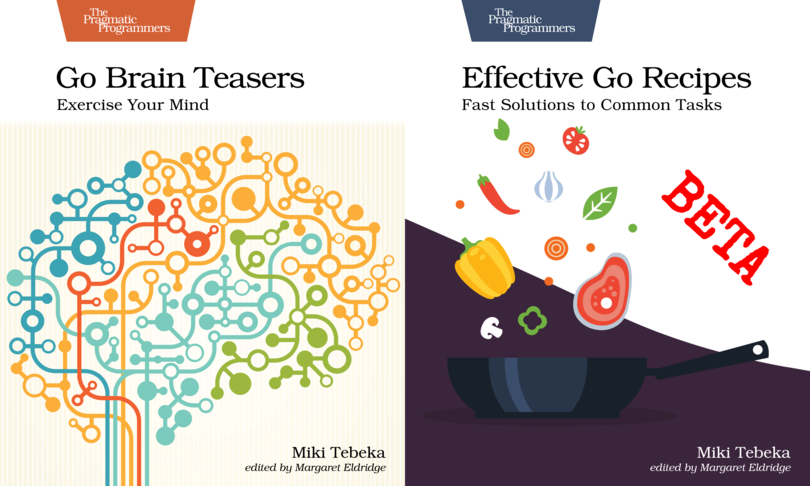 The
Pragmatic
Programmers
Go Brain Teasers
Exercise Your Mind
Miki Tebeka
edited by Margaret Eldridge
The
Pragmatic
Programmers
Effective Go Recipes
Fast Solutions to Common Tasks
BETA
Miki Tebeka
edited by Margaret Eldridge